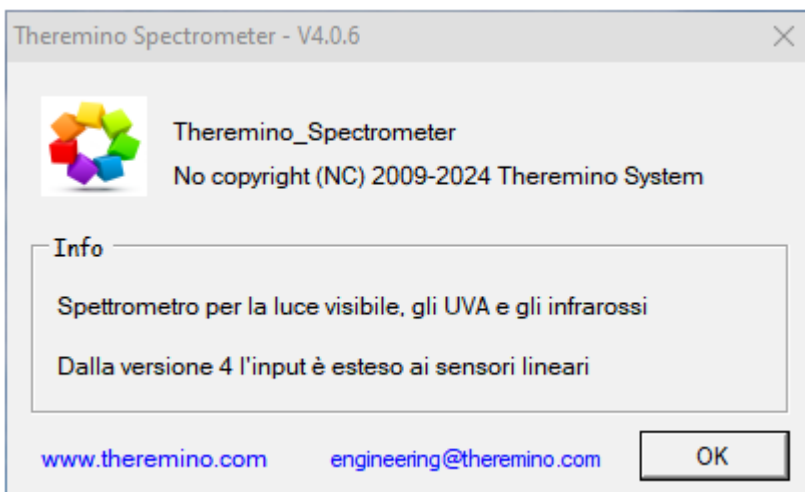 Theremino Spectrometer - V4.0.6
Theremino_Spectrometer
No copyright (NC) 2009-2024 Theremino System
Info
Spettrometro per la luce visibile, gli UVA e gli infrarossi
Dalla versione 4 l'input è esteso ai sensori lineari
www.theremino.com engineering@theremino.com OK